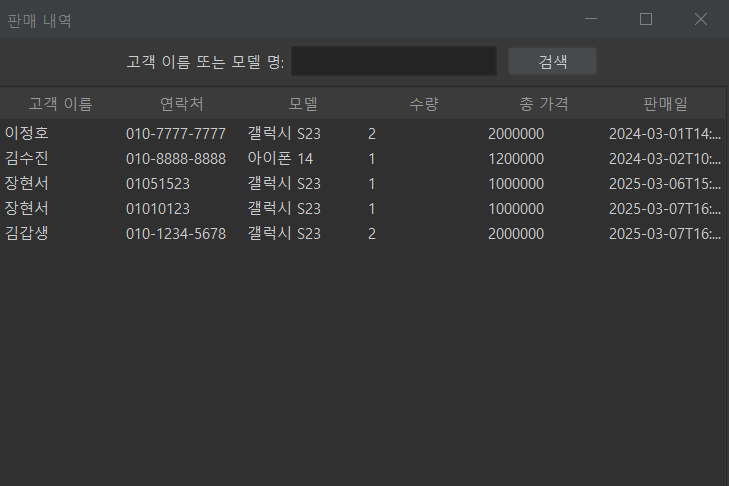 판매 내역
고객 이름 또는 모델 명: 검색
고객 이름 연락처 모델 수량 총 가격 판매일
이정호 010-7777-7777 갤럭시 S23 2 2000000 2024-03-01T14:...
김수진 010-8888-8888 아이폰 14 1 1200000 2024-03-02T10:...
장현서 01051523 갤럭시 S23 1 1000000 2025-03-06T15:...
장현서 01010123 갤럭시 S23 1 1000000 2025-03-07T16:...
김갑생 010-1234-5678 갤럭시 S23 2 2000000 2025-03-07T16:...